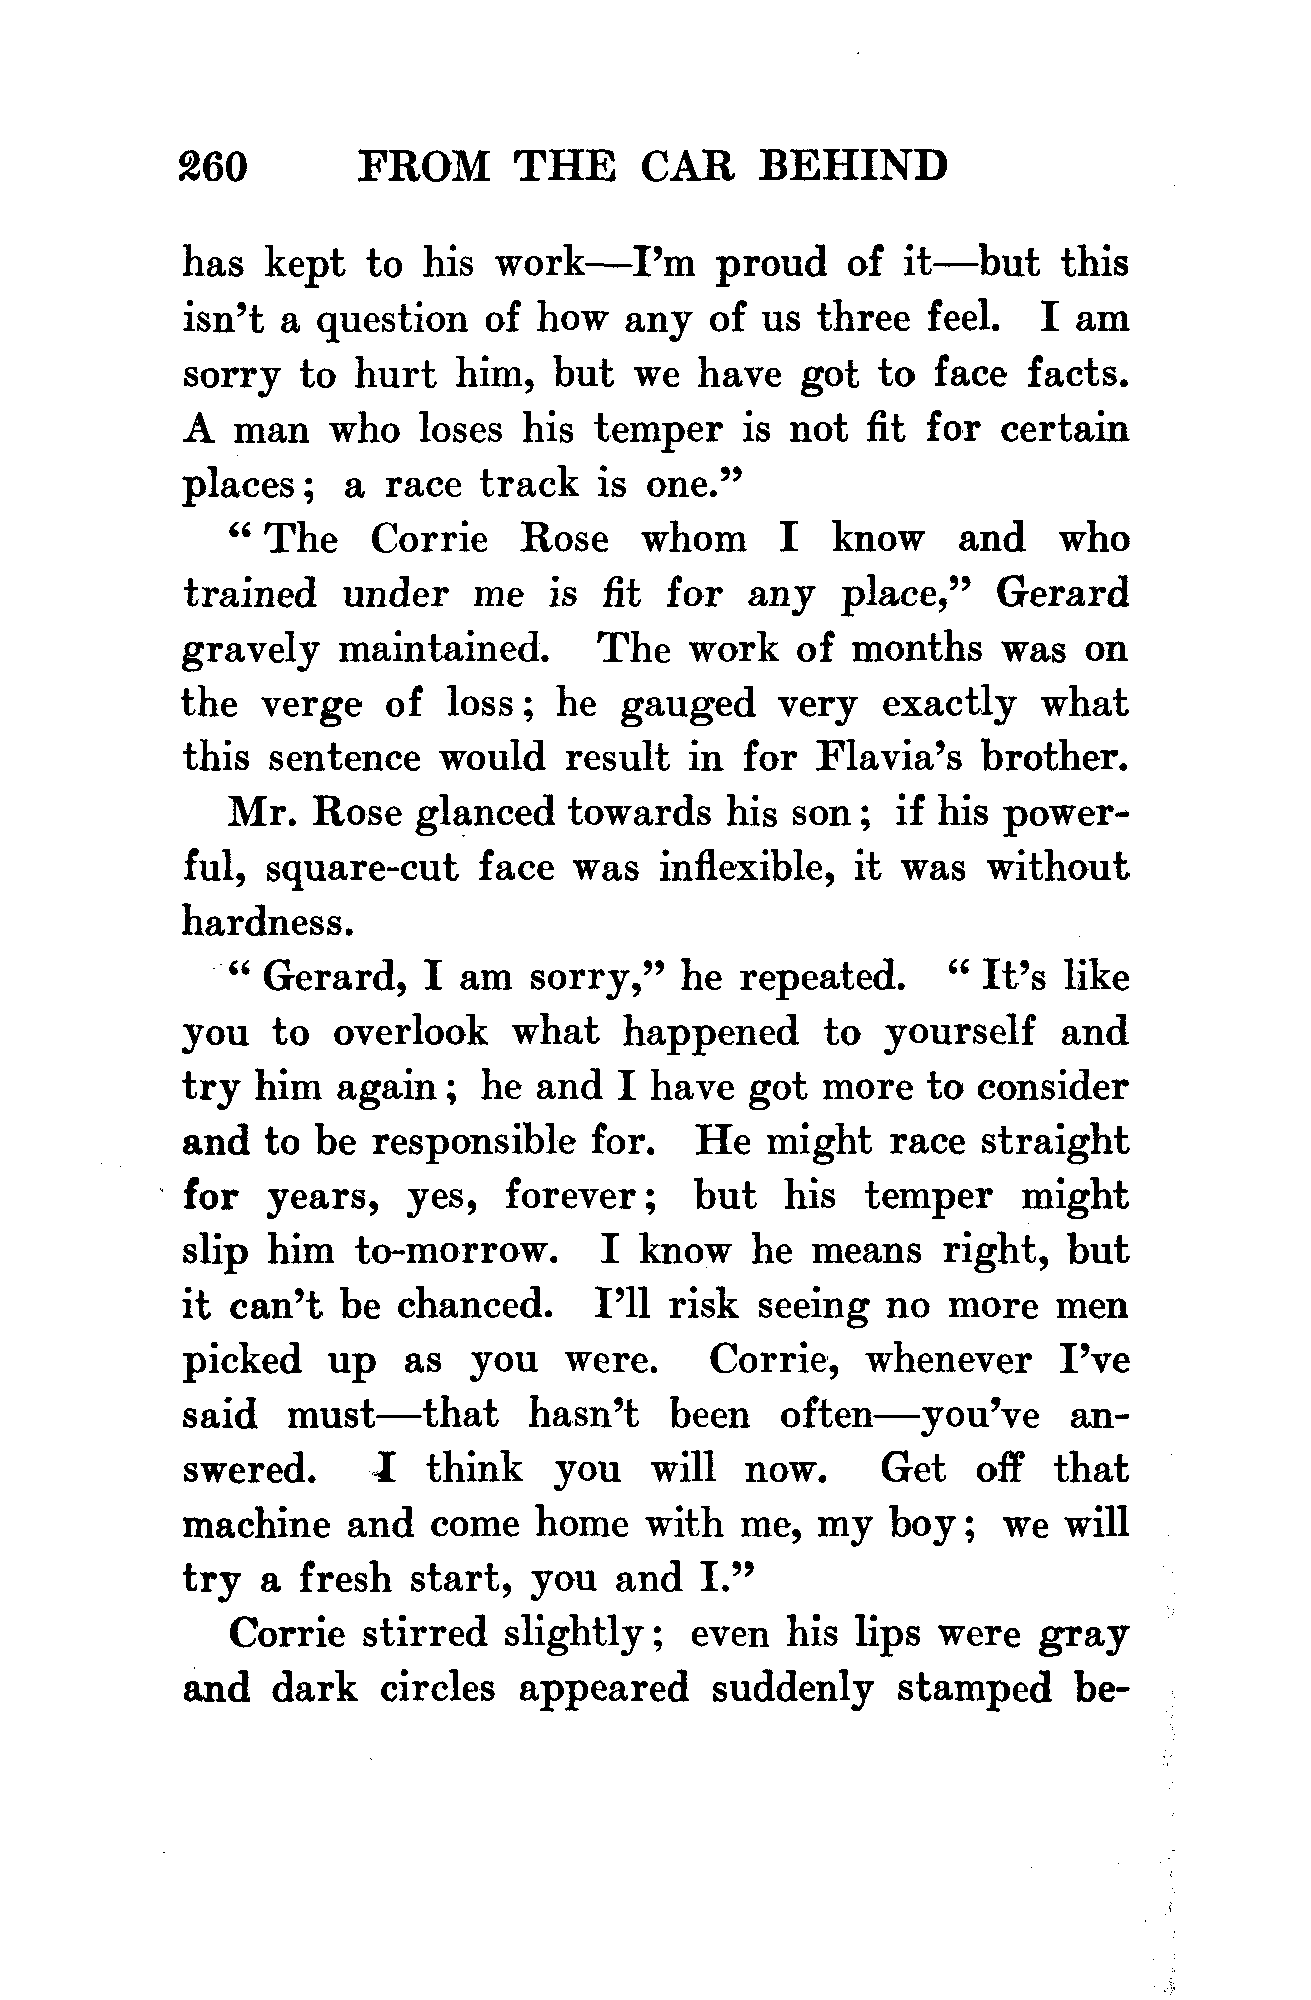 260 FROM THE CAR BEHIND
has kept to his work—I'm proud of it—but this
isn't a question of how any of us three feel. I am
sorry to hurt him, but we have got to face facts.
A man who loses his temper is not fit for certain
places; a race track is one."
"The Corrie Rose whom I know and who
trained under me is fit for any place," Gerard
gravely maintained. The work of months was on
the verge of loss; he gauged very exactly what
this sentence would result in for Flavia's brother.
Mr. Rose glanced towards his son; if his power-
ful, square-cut face was inflexible, it was without
hardness.
"Gerard, I am sorry," he repeated. "It's like
you to overlook what happened to yourself and
try him again; he and I have got more to consider
and to be responsible for. He might race straight
for years, yes, forever; but his temper might
slip him to-morrow. I know he means right, but
it can't be chanced. I'll risk seeing no more men
picked up as you were. Corrie, whenever I've
said must—that hasn't been often—you've an-
swered. I think you will now. Get off that
machine and come home with me, my boy; we will
try a fresh start, you and I."
Corrie stirred slightly; even his lips were gray
and dark circles appeared suddenly stamped be-